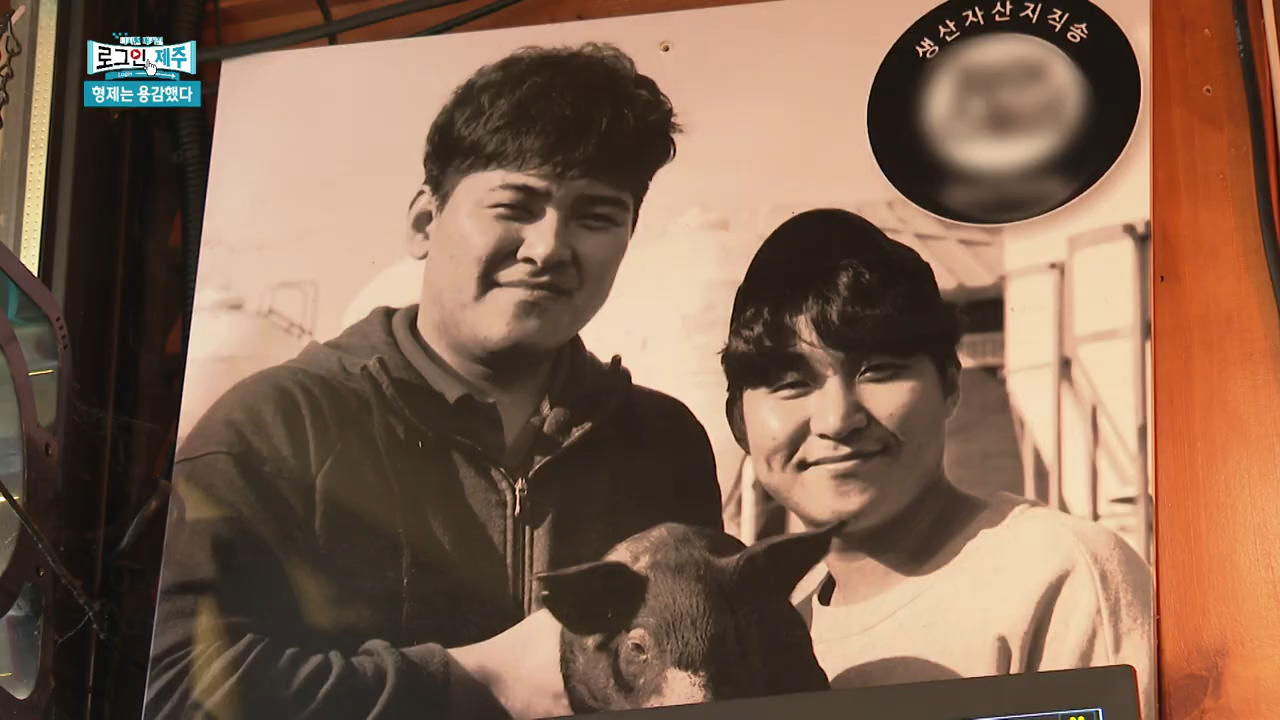 로그인 제주
Login
형제는 용감했다
생산자산지직송